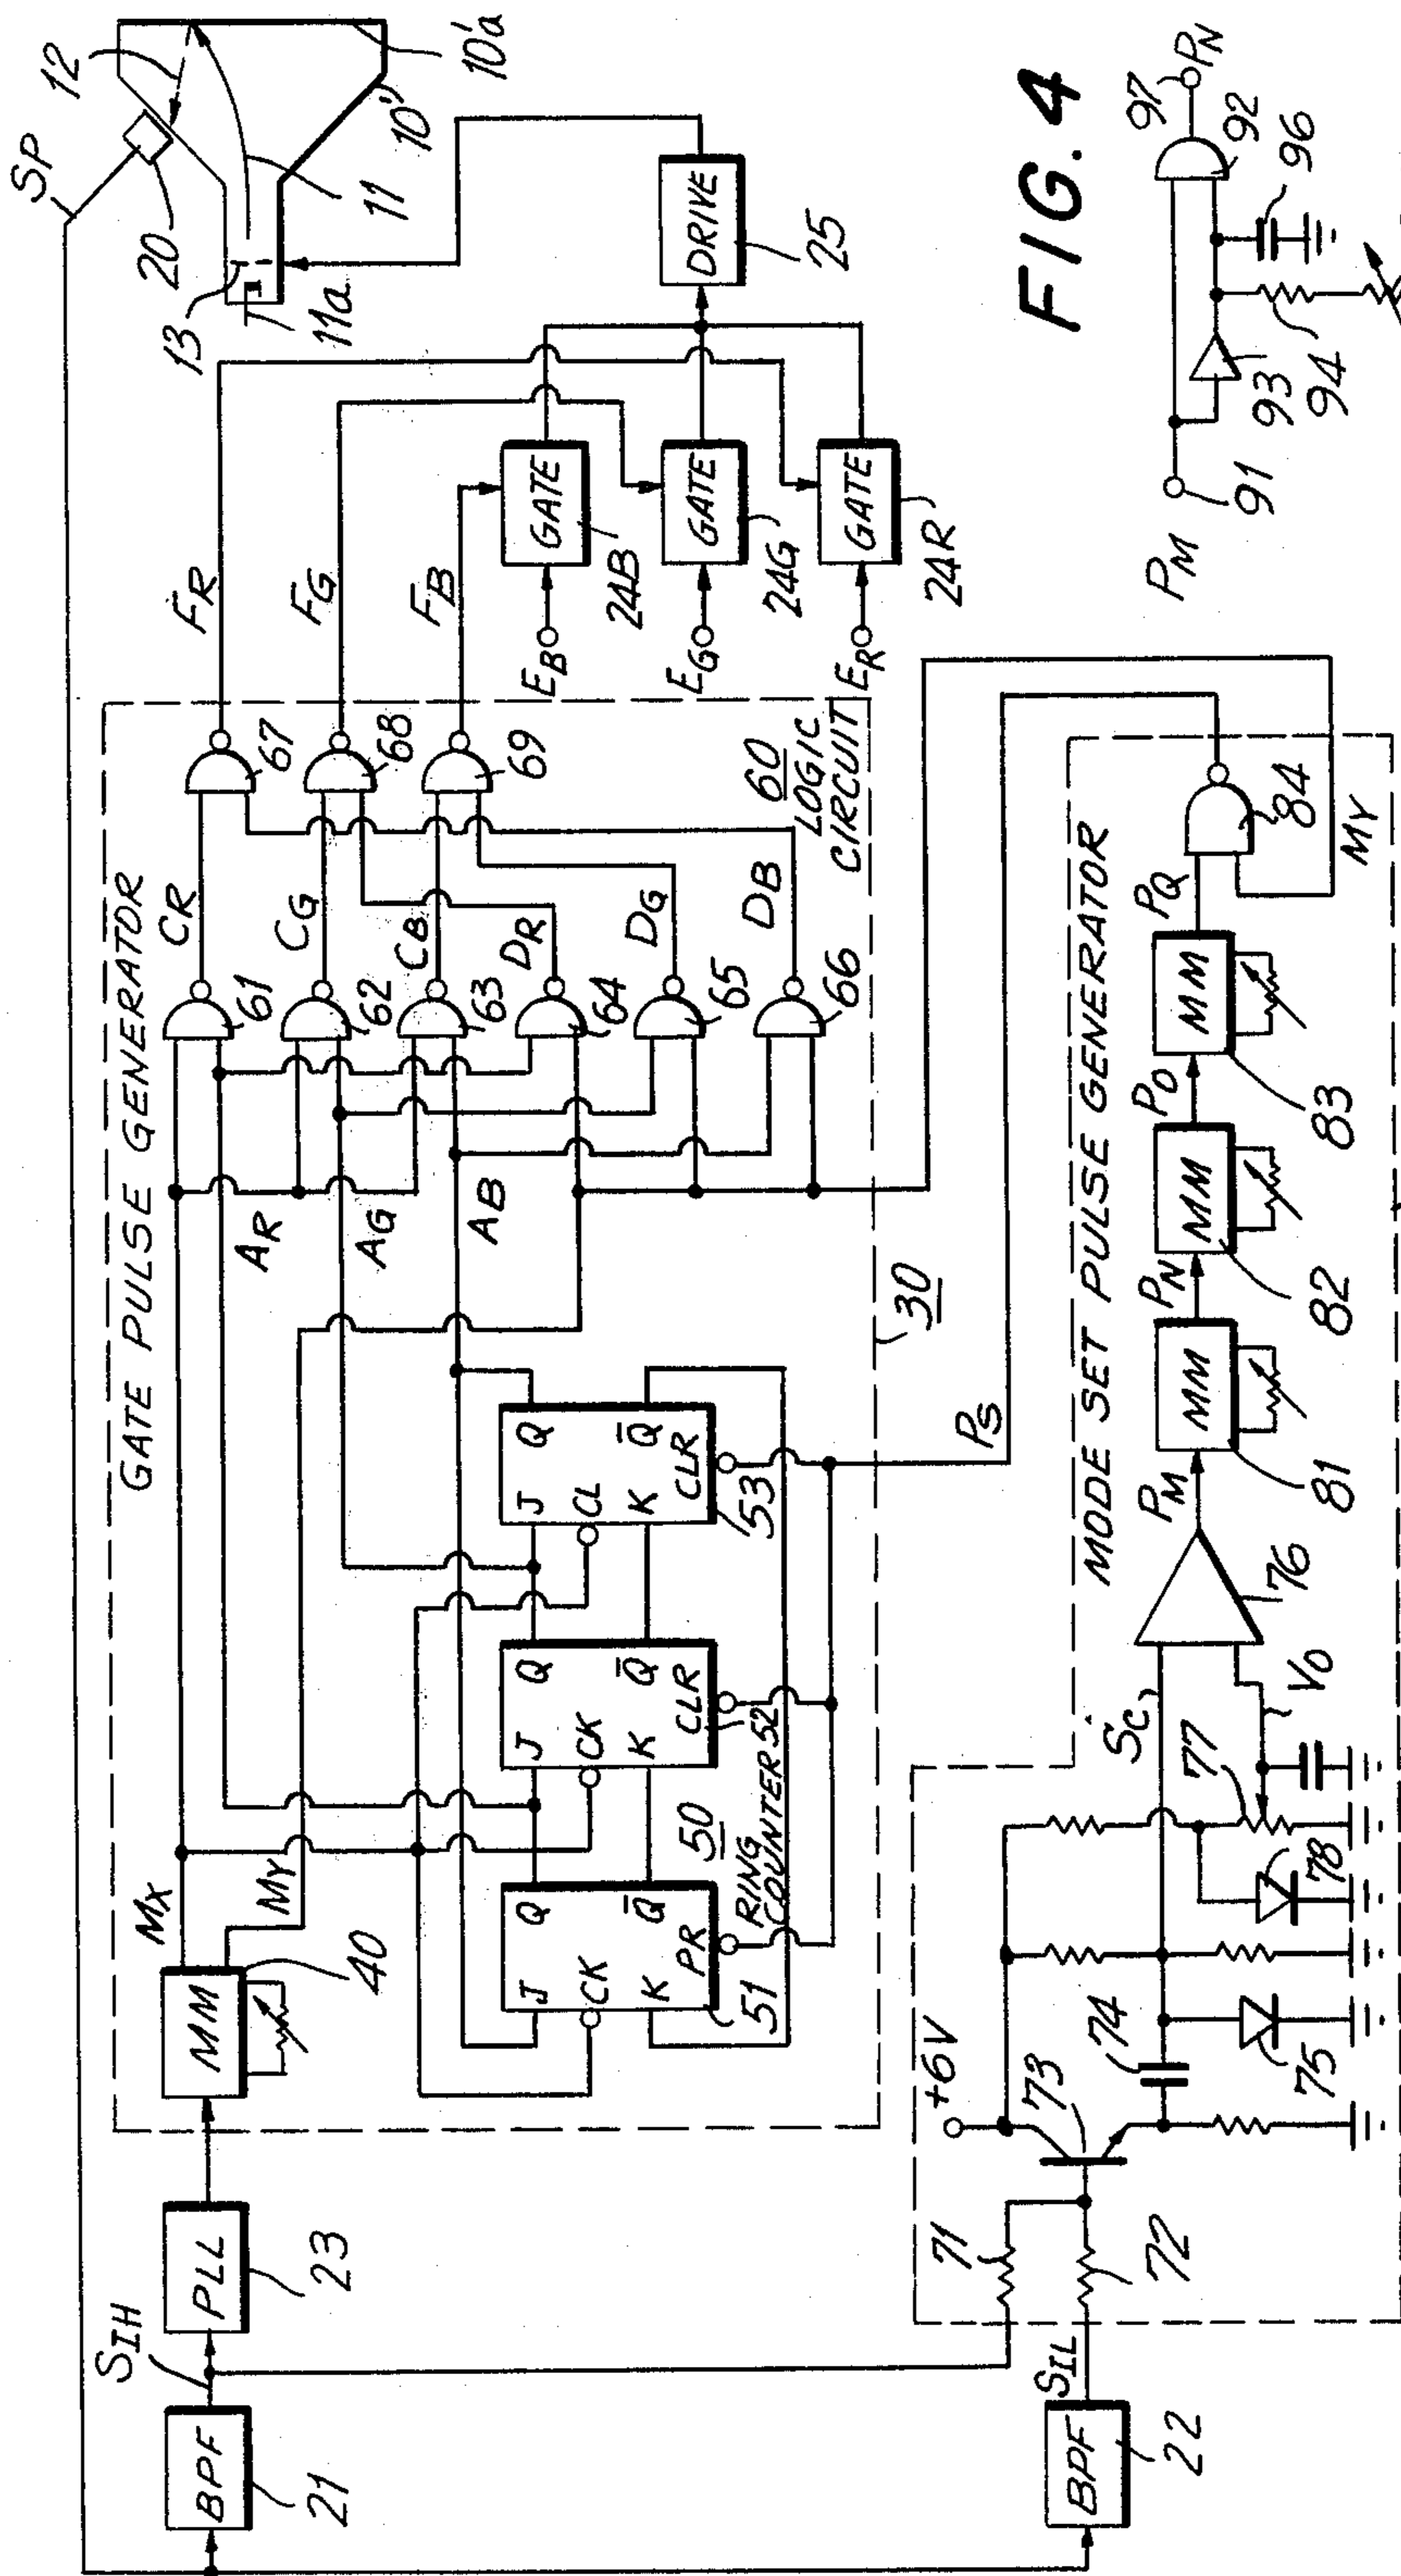 SP
12
20
13
11a
11
10'
10'a
FIG. 4
PM
91
93
94
96
92
97
PN
DRIVE
25
FR
FG
FB
EB
GATE
24B
EG
GATE
24G
ER
GATE
24R
GATE PULSE GENERATOR
CR
CG
CB
DR
DG
DB
61
62
63
64
65
66
67
68
69
60
LOGIC
CIRCUIT
AR
AG
AB
MX
MY
MM
40
J
Q
CK
K
Q̄
PR
51
50
RING
COUNTER
J
Q
CK
K
Q̄
CLR
52
J
Q
CL
K
Q̄
CLR
53
30
PS
SIH
BPF
21
PLL
23
BPF
22
SIL
MODE SET PULSE GENERATOR
71
72
+6V
73
74
75
78
77
SC
VO
76
PM
MM
81
PN
MM
82
PO
MM
83
PQ
84
MY